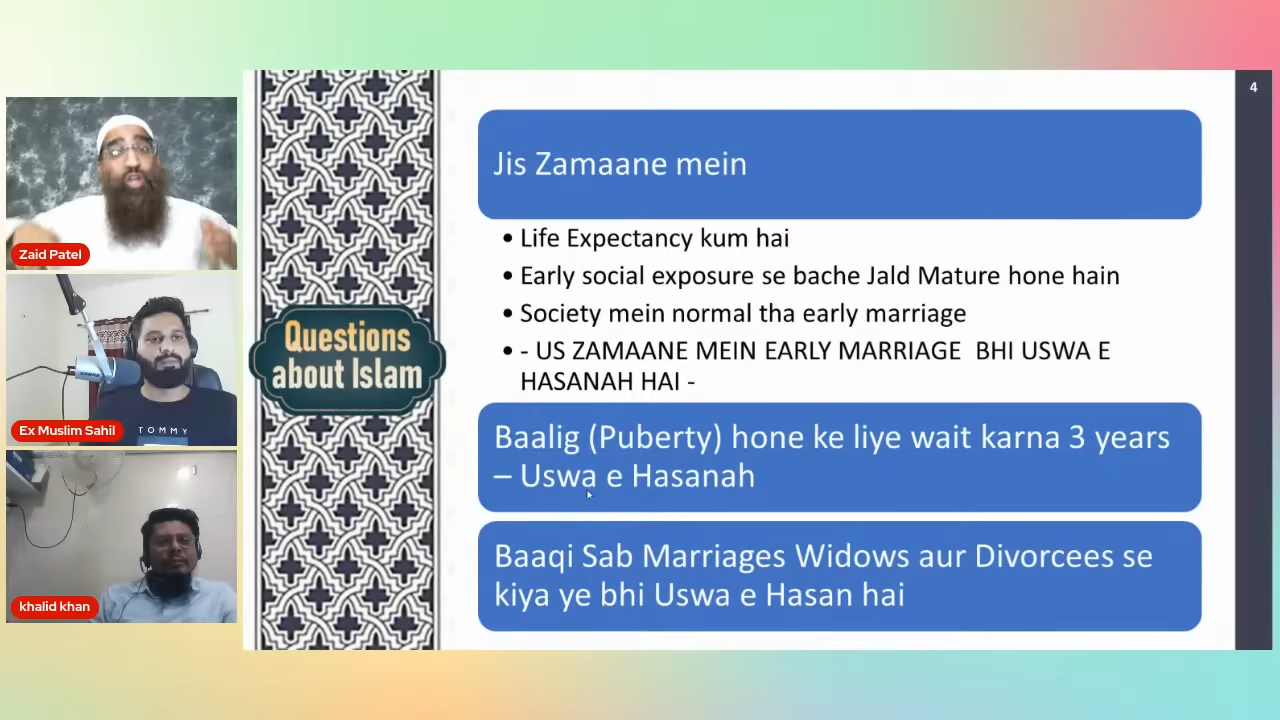 4
Jis Zamaane mein
• Life Expectancy kum hai
• Early social exposure se bache Jald Mature hone hain
• Society mein normal tha early marriage
• - US ZAMAANE MEIN EARLY MARRIAGE BHI USWA E
HASANAH HAI -
Baalig (Puberty) hone ke liye wait karna 3 years
– Uswa e Hasanah
Baaqi Sab Marriages Widows aur Divorcees se
kiya ye bhi Uswa e Hasan hai
Questions
about Islam
Zaid Patel
TOMMY
Ex Muslim Sahil
khalid khan